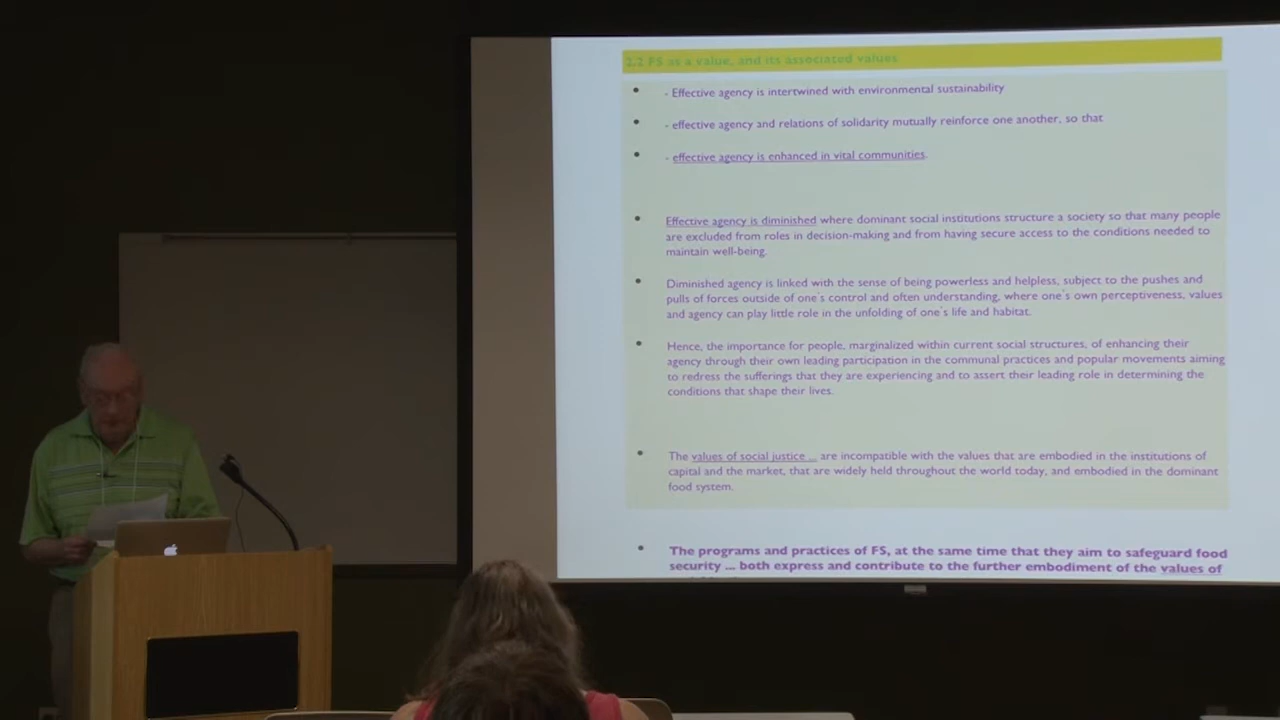 2.2 FS as a value, and its associated values
• - Effective agency is intertwined with environmental sustainability
• - effective agency and relations of solidarity mutually reinforce one another, so that
• - effective agency is enhanced in vital communities.
• Effective agency is diminished where dominant social institutions structure a society so that many people
are excluded from roles in decision-making and from having secure access to the conditions needed to
maintain well-being.
• Diminished agency is linked with the sense of being powerless and helpless, subject to the pushes and
pulls of forces outside of one's control and often understanding, where one's own perceptiveness, values
and agency can play little role in the unfolding of one's life and habitat.
• Hence, the importance for people, marginalized within current social structures, of enhancing their
agency through their own leading participation in the communal practices and popular movements aiming
to redress the sufferings that they are experiencing and to assert their leading role in determining the
conditions that shape their lives.
• The values of social justice ... are incompatible with the values that are embodied in the institutions of
capital and the market, that are widely held throughout the world today, and embodied in the dominant
food system.
• The programs and practices of FS, at the same time that they aim to safeguard food
security ... both express and contribute to the further embodiment of the values of